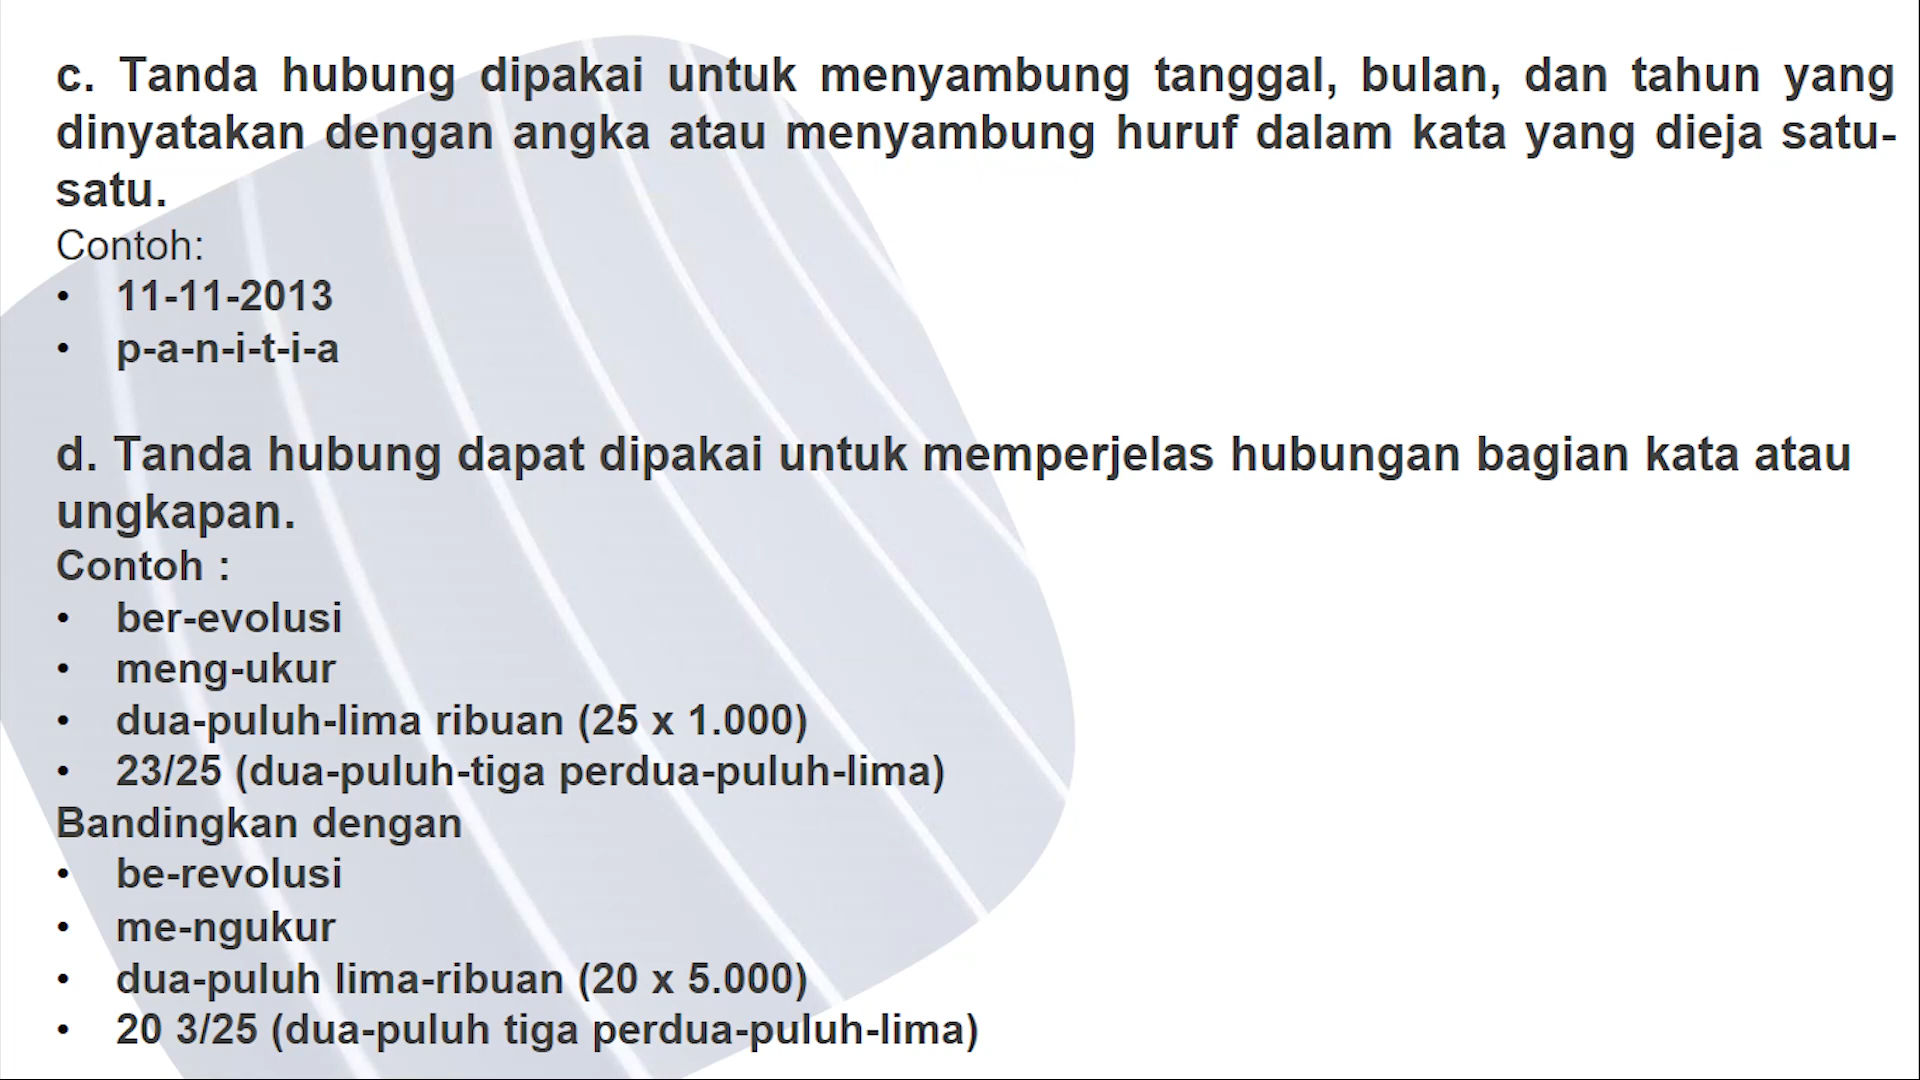 c. Tanda hubung dipakai untuk menyambung tanggal, bulan, dan tahun yang
dinyatakan dengan angka atau menyambung huruf dalam kata yang dieja satu-
satu.
Contoh:
• 11-11-2013
• p-a-n-i-t-i-a
d. Tanda hubung dapat dipakai untuk memperjelas hubungan bagian kata atau
ungkapan.
Contoh :
• ber-evolusi
• meng-ukur
• dua-puluh-lima ribuan (25 x 1.000)
• 23/25 (dua-puluh-tiga perdua-puluh-lima)
Bandingkan dengan
• be-revolusi
• me-ngukur
• dua-puluh lima-ribuan (20 x 5.000)
• 20 3/25 (dua-puluh tiga perdua-puluh-lima)